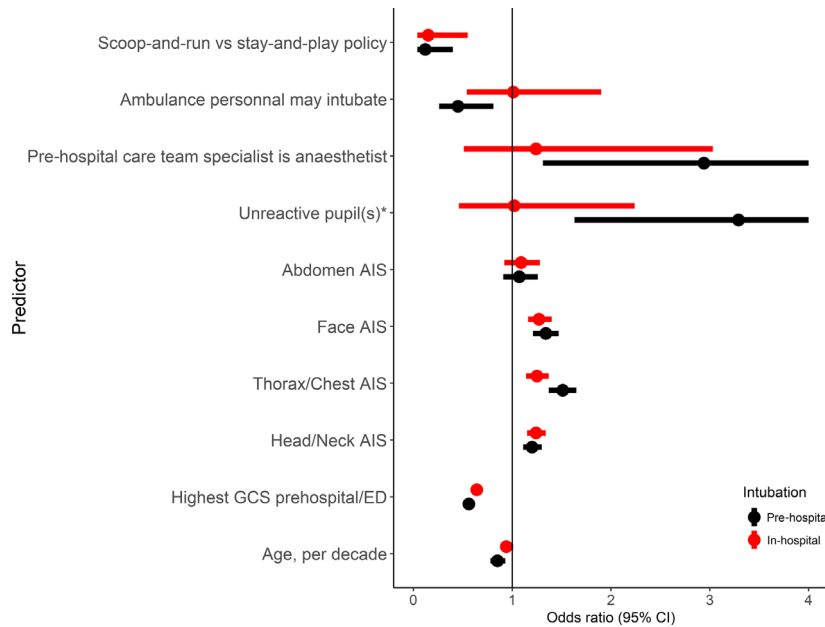 Scoop-and-run vs stay-and-play policy
Ambulance personnal may intubate
Pre-hospital care team specialist is anaesthetist
Unreactive pupil(s)*
Abdomen AIS
Face AIS
Thorax/Chest AIS
Head/Neck AIS
Highest GCS prehospital/ED
Age, per decade
Predictor
Intubation
Pre-hospital
In-hospital
0 1 2 3 4
Odds ratio (95% CI)